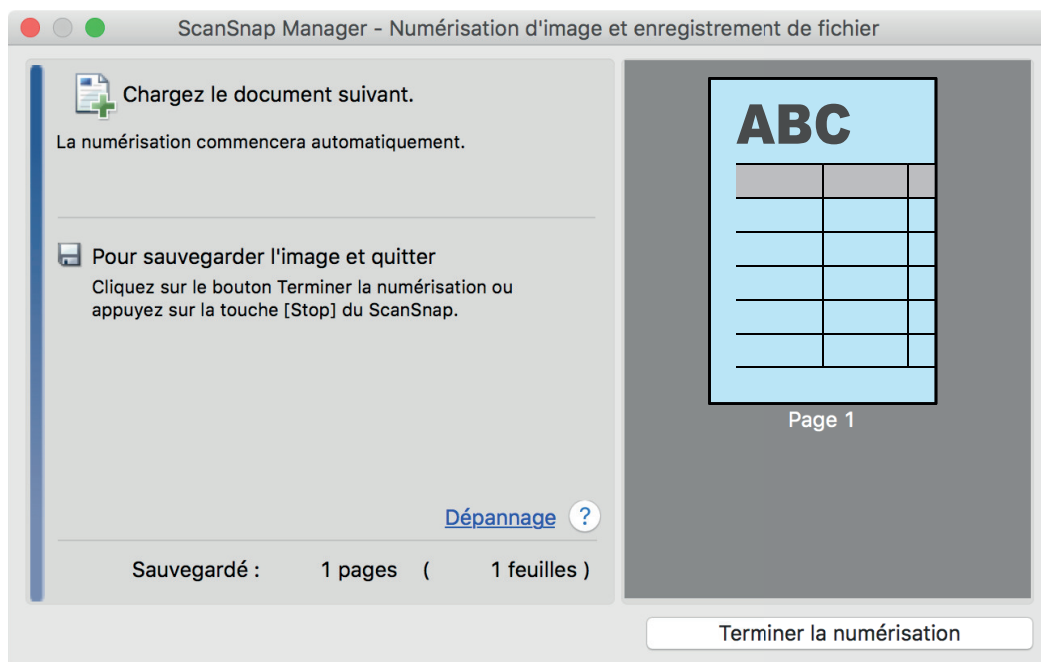 ScanSnap Manager - Numérisation d'image et enregistrement de fichier
Chargez le document suivant.
La numérisation commencera automatiquement.
Pour sauvegarder l'image et quitter
Cliquez sur le bouton Terminer la numérisation ou
appuyez sur la touche [Stop] du ScanSnap.
Dépannage ?
Sauvegardé : 1 pages ( 1 feuilles )
ABC
Page 1
Terminer la numérisation